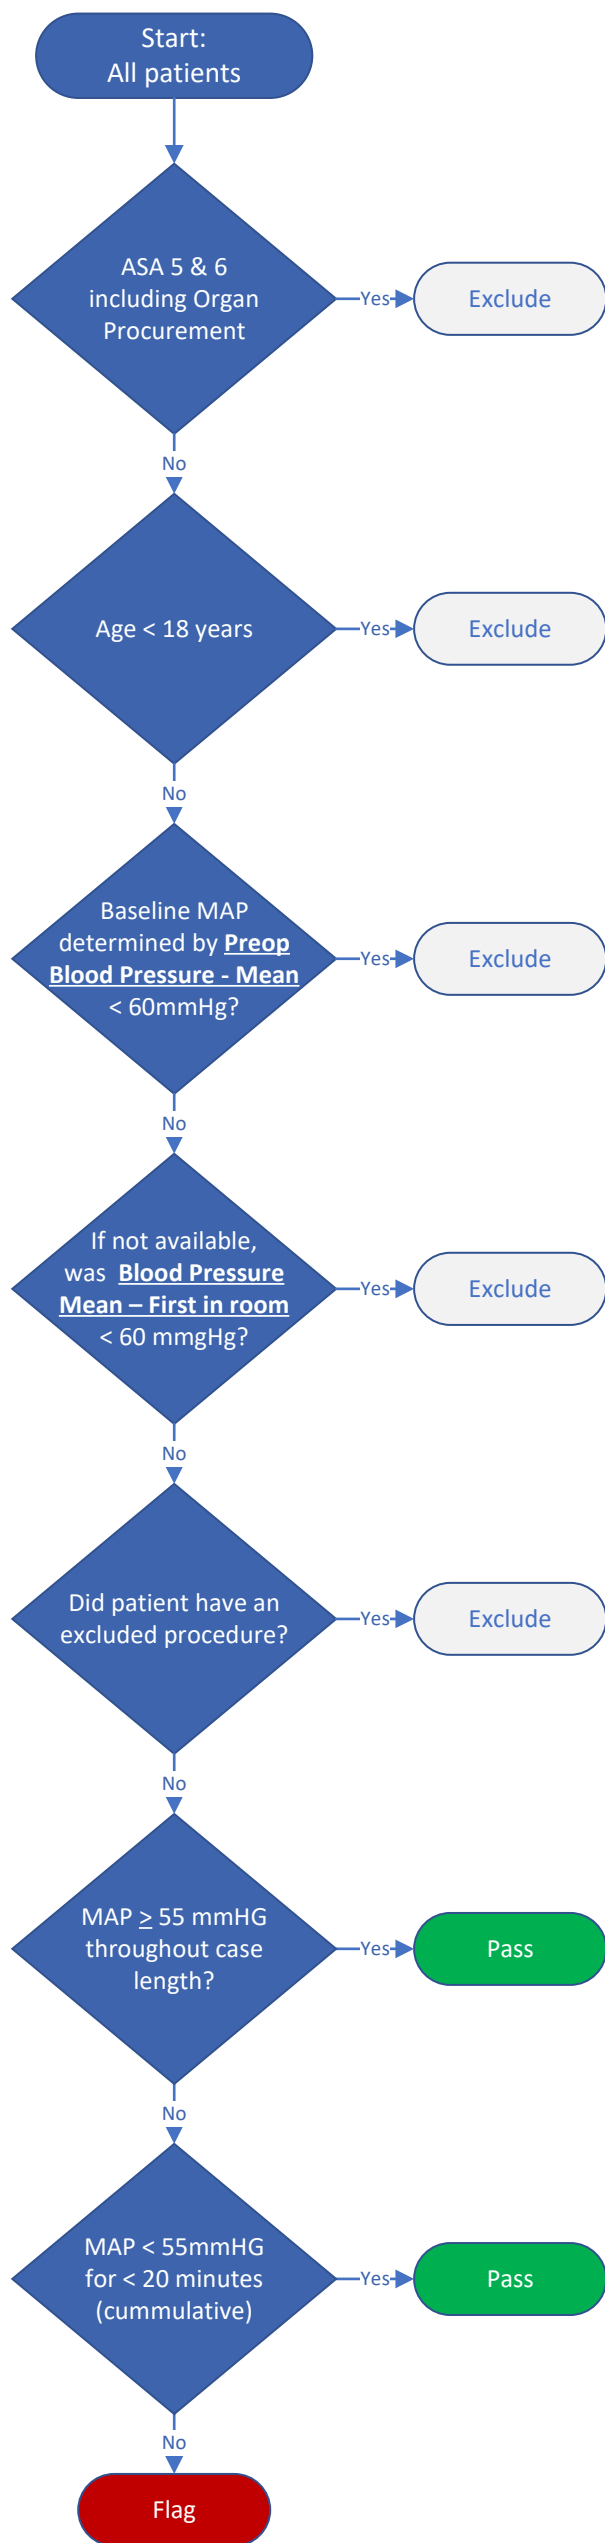 Start:
All patients
ASA 5 & 6
including Organ
Procurement
Yes
Exclude
No
Age < 18 years
Yes
Exclude
No
Baseline MAP
determined by Preop
Blood Pressure - Mean
< 60mmHg?
Yes
Exclude
No
If not available,
was Blood Pressure
Mean – First in room
< 60 mmgHg?
Yes
Exclude
No
Did patient have an
excluded procedure?
Yes
Exclude
No
MAP ≥ 55 mmHG
throughout case
length?
Yes
Pass
No
MAP < 55mmHG
for < 20 minutes
(cummulative)
Yes
Pass
No
Flag